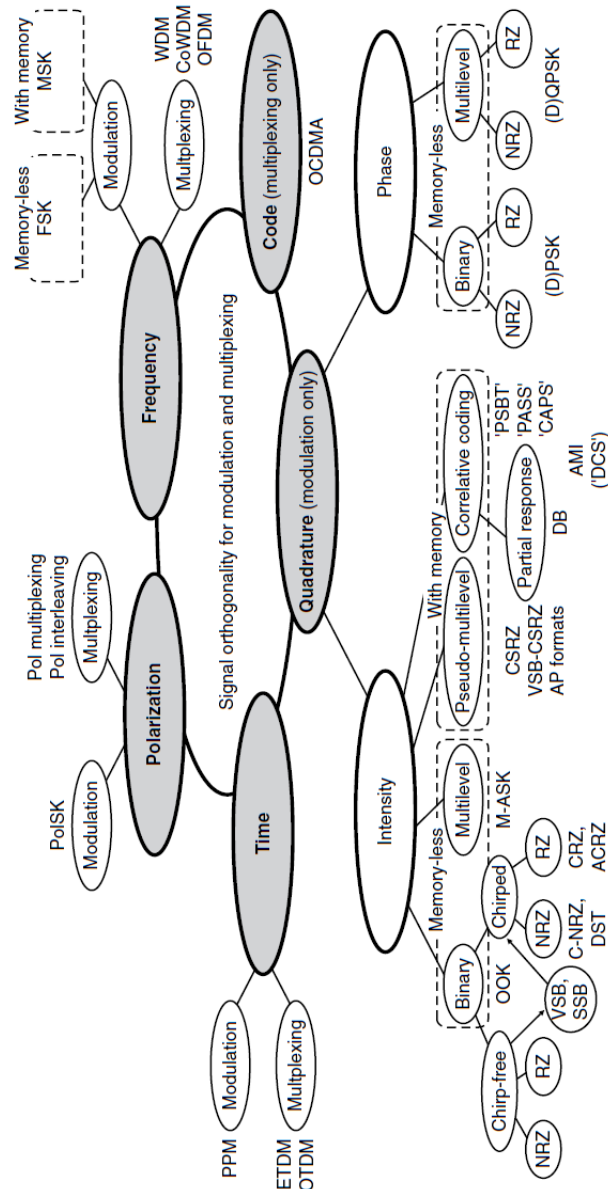 PolSK
Modulation
Pol multiplexing
Pol interleaving
Multplexing
Polarization
Memory-less
FSK
With memory
MSK
Modulation
Multplexing
WDM
CoWDM
OFDM
Frequency
PPM
Modulation
ETDM
OTDM
Multplexing
Time
Signal orthogonality for modulation and multiplexing
Code (multiplexing only)
OCDMA
Quadrature (modulation only)
Intensity
Phase
Memory-less
Binary
Multilevel
OOK
M-ASK
Chirp-free
Chirped
NRZ
RZ
VSB,
SSB
NRZ
RZ
C-NRZ,
DST
CRZ,
ACRZ
With memory
Pseudo-multilevel
Correlative coding
CSRZ
VSB-CSRZ
AP formats
Partial response
'PSBT'
'PASS'
'CAPS'
DB
AMI
('DCS')
Memory-less
Binary
Multilevel
NRZ
RZ
NRZ
RZ
(D)PSK
(D)QPSK